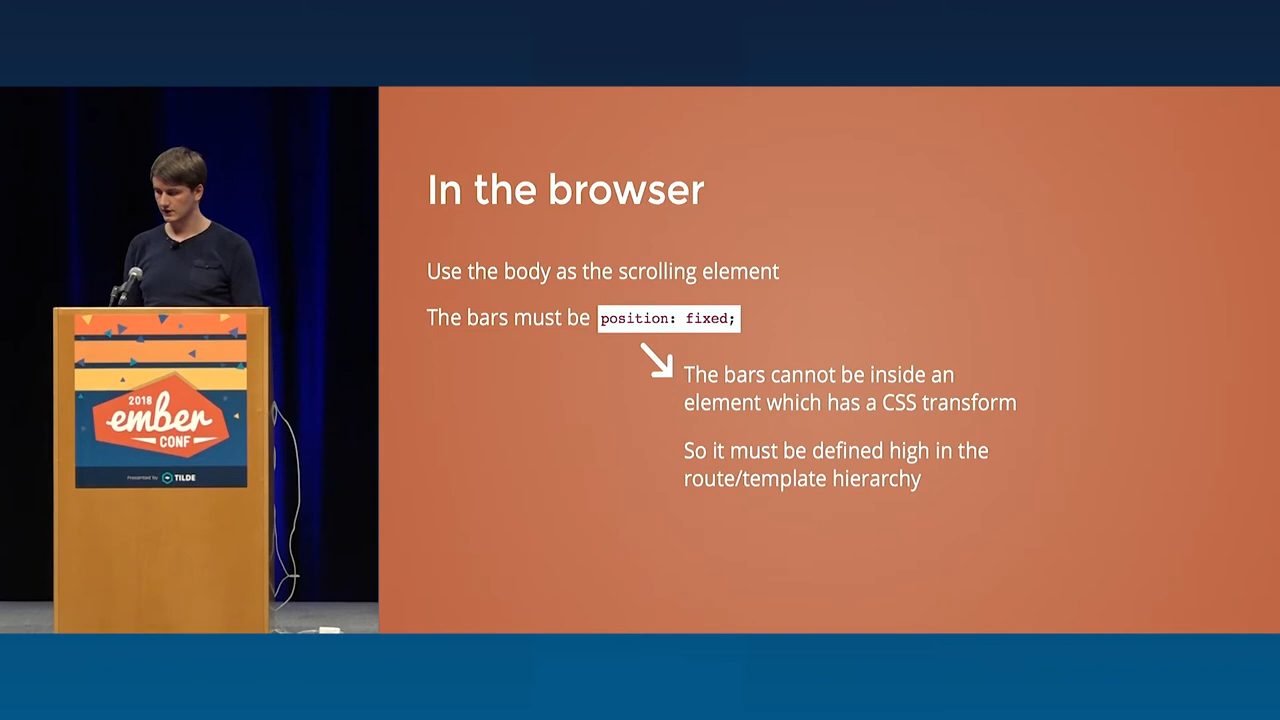 In the browser
Use the body as the scrolling element
The bars must be position: fixed;
The bars cannot be inside an
element which has a CSS transform
So it must be defined high in the
route/template hierarchy
2018
ember
CONF
Presented by TILDE